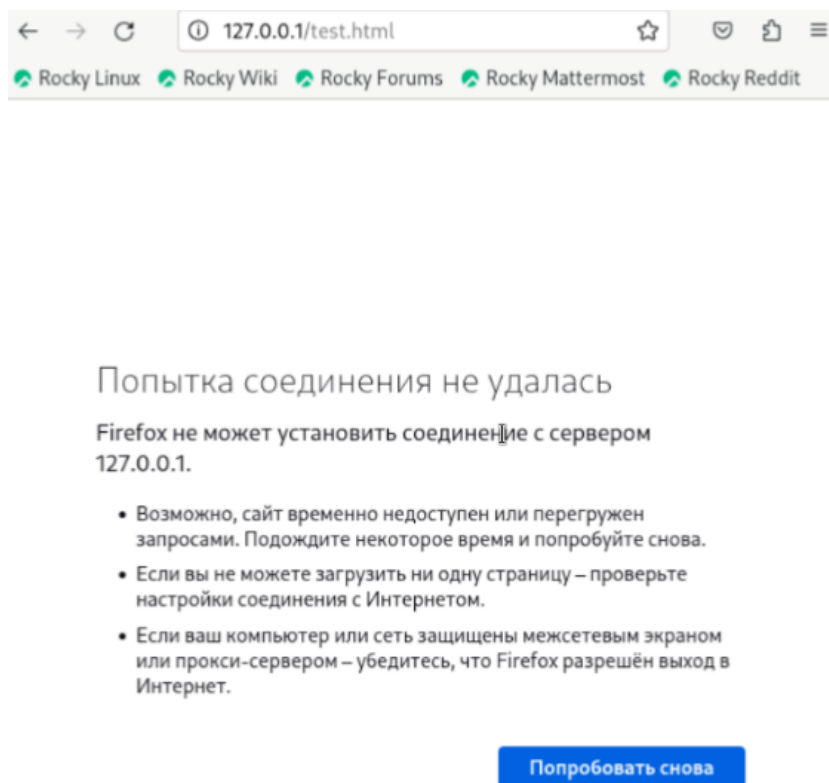 127.0.0.1/test.html
Rocky Linux Rocky Wiki Rocky Forums Rocky Mattermost Rocky Reddit
Попытка соединения не удалась
Firefox не может установить соединение с сервером
127.0.0.1.
• Возможно, сайт временно недоступен или перегружен
запросами. Подождите некоторое время и попробуйте снова.
• Если вы не можете загрузить ни одну страницу – проверьте
настройки соединения с Интернетом.
• Если ваш компьютер или сеть защищены межсетевым экраном
или прокси-сервером – убедитесь, что Firefox разрешён выход в
Интернет.
Попробовать снова